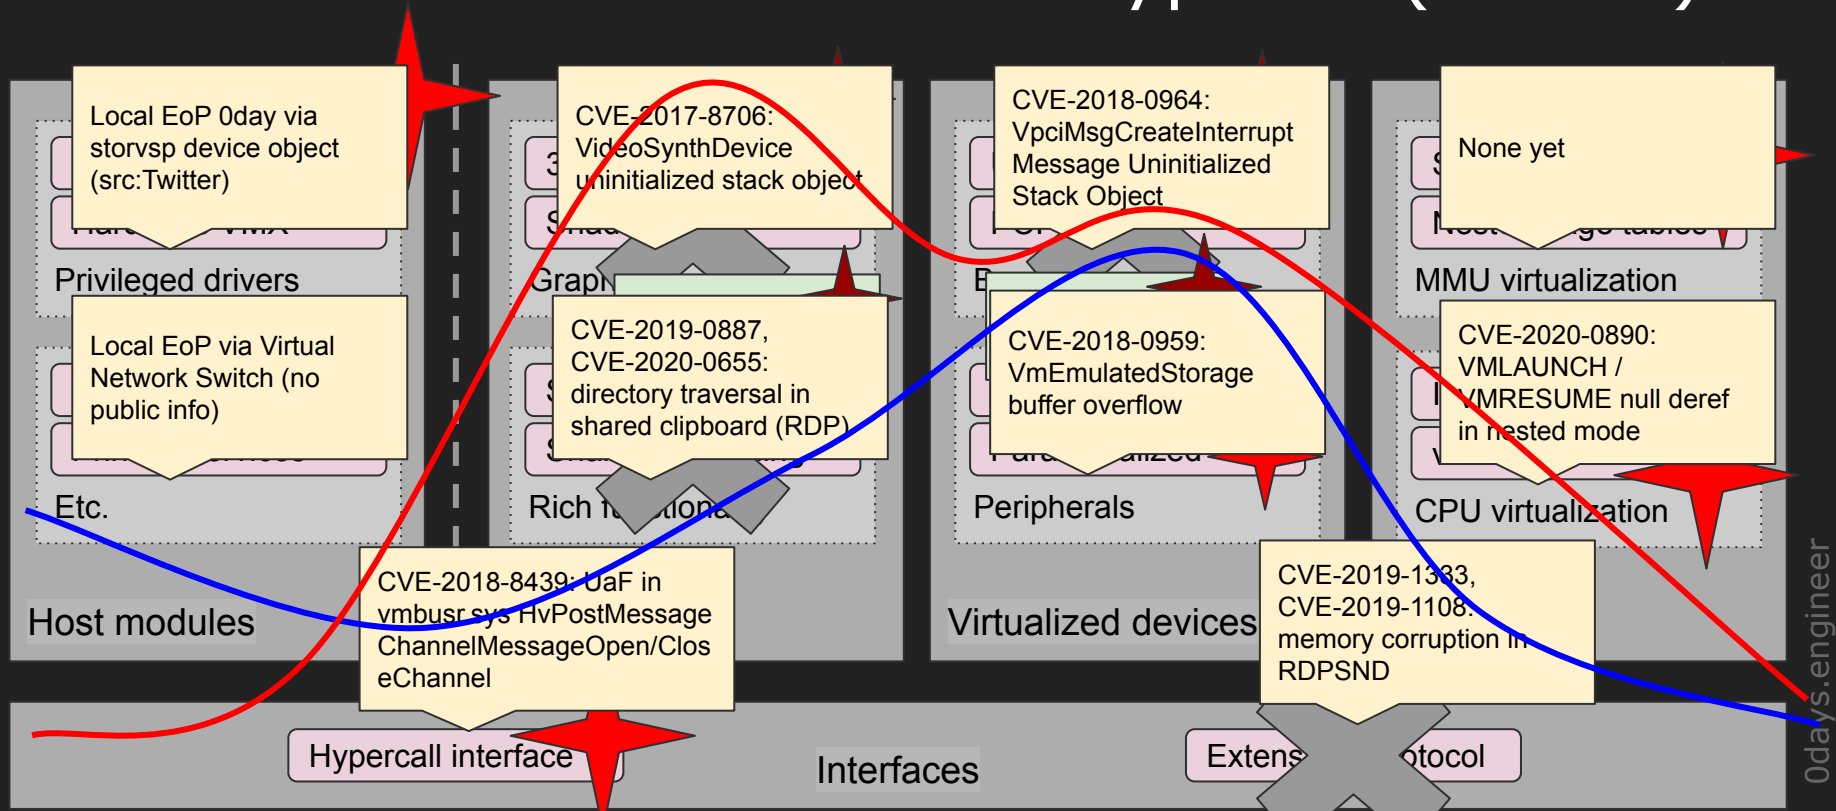 Local EoP 0day via
storvsp device object
(src:Twitter)
CVE-2017-8706:
VideoSynthDevice
uninitialized stack object
CVE-2018-0964:
VpciMsgCreateInterrupt
Message Uninitialized
Stack Object
None yet
Privileged drivers
MMU virtualization
Local EoP via Virtual
Network Switch (no
public info)
CVE-2019-0887,
CVE-2020-0655:
directory traversal in
shared clipboard (RDP)
CVE-2018-0959:
VmEmulatedStorage
buffer overflow
CVE-2020-0890:
VMLAUNCH /
VMRESUME null deref
in nested mode
Etc.
Rich
Peripherals
CPU virtualization
Host modules
CVE-2018-8439: UaF in
vmbusr.sys HvPostMessage
ChannelMessageOpen/Clos
eChannel
Virtualized devices
CVE-2019-1333,
CVE-2019-1108:
memory corruption in
RDPSND
Hypercall interface
Interfaces
0days.engineer